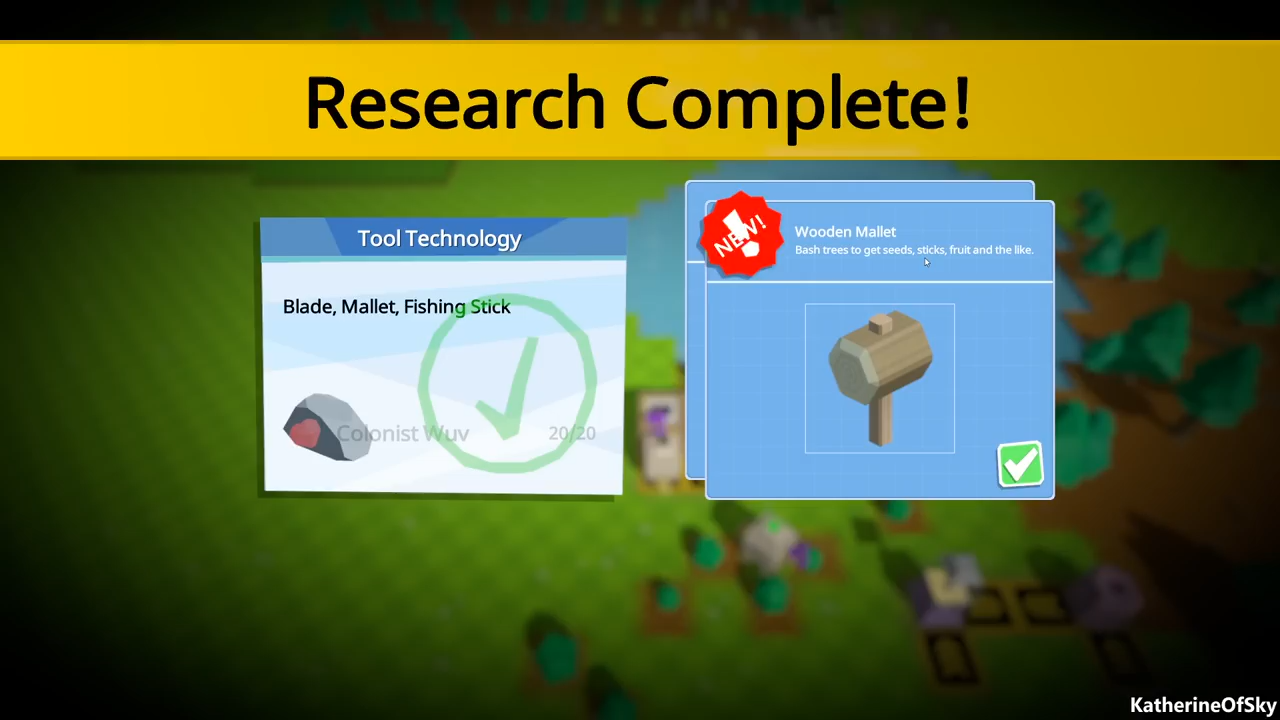 Research Complete!
Tool Technology
Blade, Mallet, Fishing Stick
Colonist Wuv 20/20
NEW!
Wooden Mallet
Bash trees to get seeds, sticks, fruit and the like.
KatherineOfSky